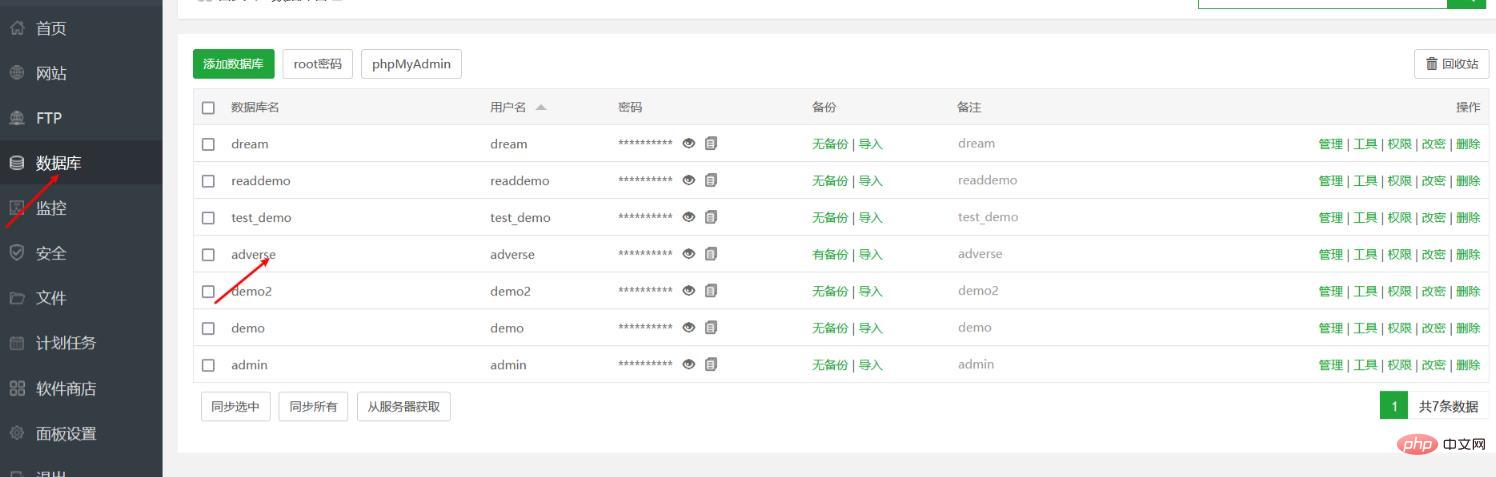 首页
网站
FTP
数据库
监控
安全
文件
计划任务
软件商店
面板设置
添加数据库 root密码 phpMyAdmin 回收站
数据库名 用户名 密码 备份 备注 操作
dream dream ********** 无备份 | 导入 dream 管理 | 工具 | 权限 | 改密 | 删除
readdemo readdemo ********** 无备份 | 导入 readdemo 管理 | 工具 | 权限 | 改密 | 删除
test_demo test_demo ********** 无备份 | 导入 test_demo 管理 | 工具 | 权限 | 改密 | 删除
adverse adverse ********** 有备份 | 导入 adverse 管理 | 工具 | 权限 | 改密 | 删除
demo2 demo2 ********** 无备份 | 导入 demo2 管理 | 工具 | 权限 | 改密 | 删除
demo demo ********** 无备份 | 导入 demo 管理 | 工具 | 权限 | 改密 | 删除
admin admin ********** 无备份 | 导入 admin 管理 | 工具 | 权限 | 改密 | 删除
同步选中 同步所有 从服务器获取 1 共7条数据
php 中文网